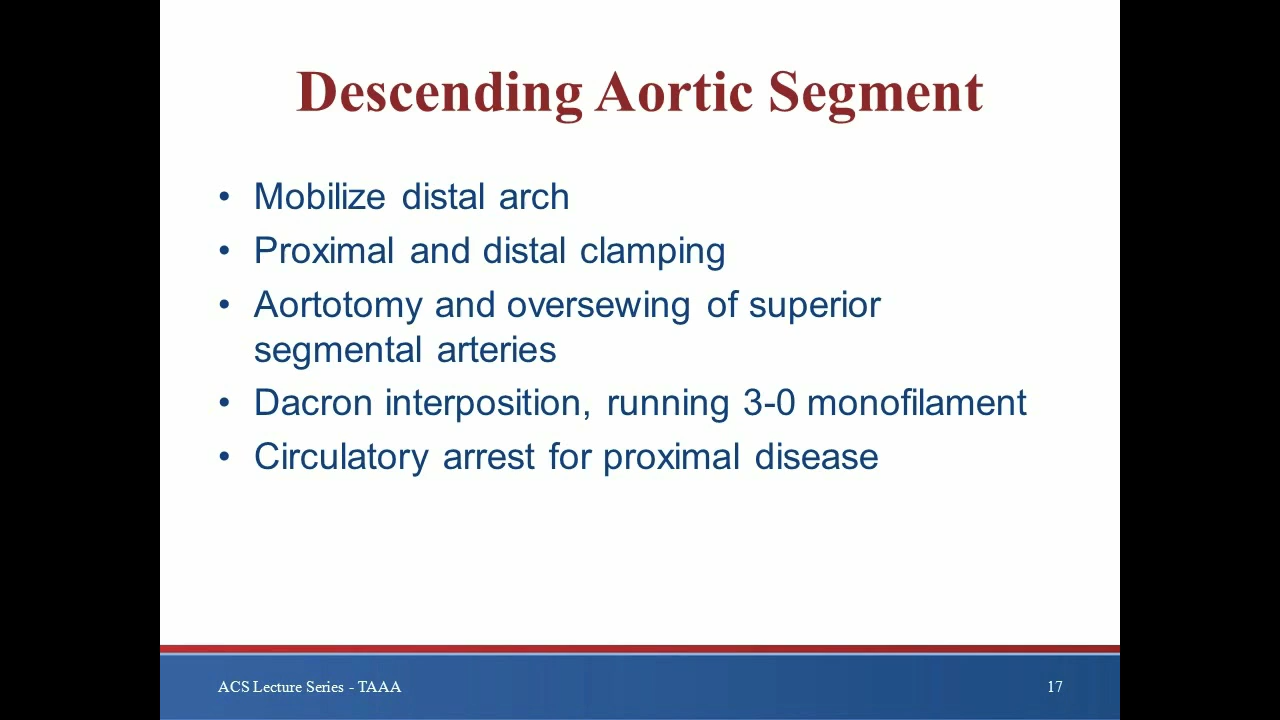 Descending Aortic Segment
• Mobilize distal arch
• Proximal and distal clamping
• Aortotomy and oversewing of superior
segmental arteries
• Dacron interposition, running 3-0 monofilament
• Circulatory arrest for proximal disease
ACS Lecture Series - TAAA
17